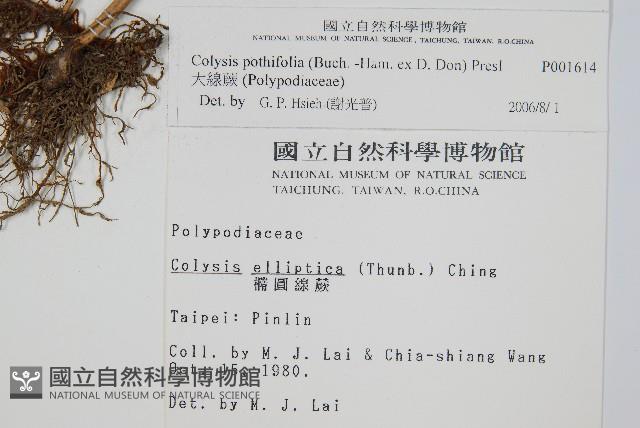 國立自然科學博物館
NATIONAL MUSEUM OF NATURAL SCIENCE, TAICHUNG, TAIWAN, R.O.CHINA
Colysis pothifolia (Buch. -Ham. ex D. Don) Presl P001614
大線蕨 (Polypodiaceae)
Det. by G. P. Hsieh (謝光普) 2006/8/1
國立自然科學博物館
NATIONAL MUSEUM OF NATURAL SCIENCE
TAICHUNG, TAIWAN, R.O.CHINA
Polypodiaceae
Colysis elliptica (Thunb.) Ching
橢圓線蕨
Taipei: Pinlin
Coll. by M. J. Lai & Chia-shiang Wang
Oct. 15, 1980.
Det. by M. J. Lai
國立自然科學博物館
NATIONAL MUSEUM OF NATURAL SCIENCE